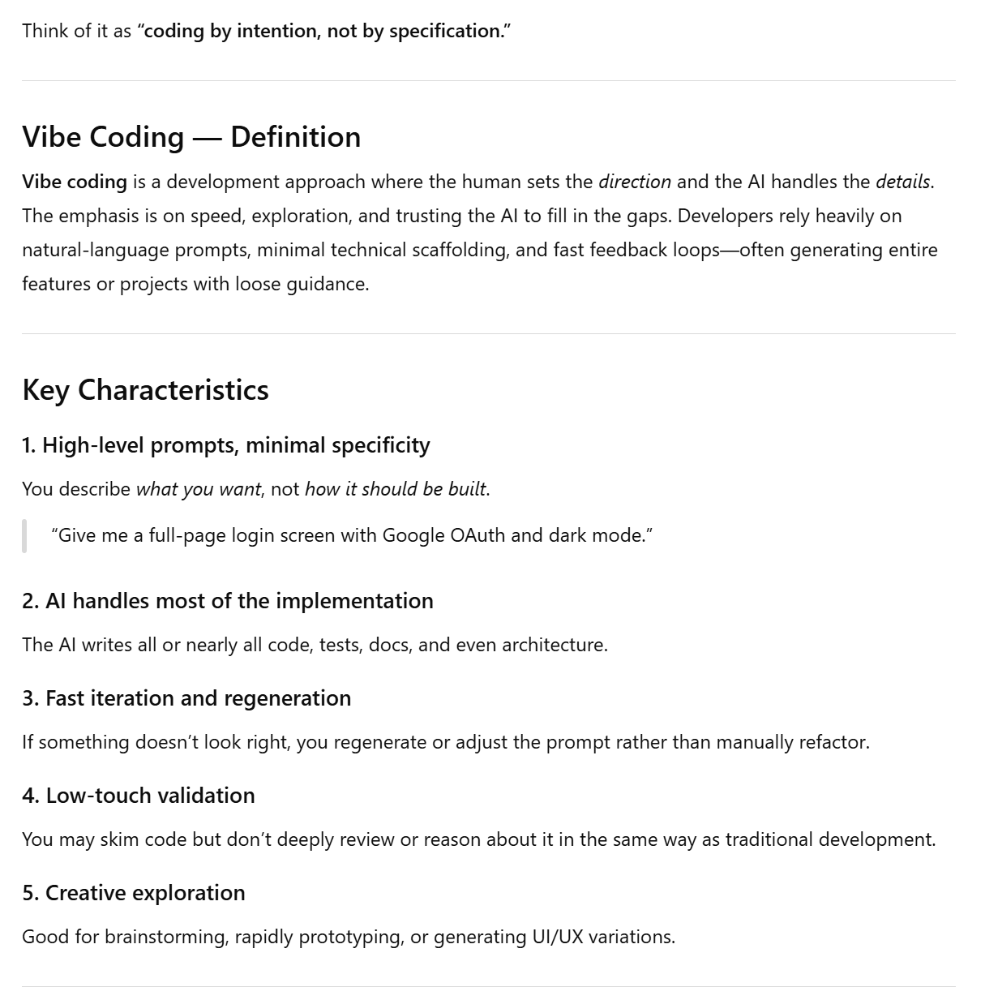 Think of it as “coding by intention, not by specification.”
Vibe Coding — Definition
Vibe coding is a development approach where the human sets the direction and the AI handles the details.
The emphasis is on speed, exploration, and trusting the AI to fill in the gaps. Developers rely heavily on
natural-language prompts, minimal technical scaffolding, and fast feedback loops—often generating entire
features or projects with loose guidance.
Key Characteristics
1. High-level prompts, minimal specificity
You describe what you want, not how it should be built.
“Give me a full-page login screen with Google OAuth and dark mode.”
2. AI handles most of the implementation
The AI writes all or nearly all code, tests, docs, and even architecture.
3. Fast iteration and regeneration
If something doesn’t look right, you regenerate or adjust the prompt rather than manually refactor.
4. Low-touch validation
You may skim code but don’t deeply review or reason about it in the same way as traditional development.
5. Creative exploration
Good for brainstorming, rapidly prototyping, or generating UI/UX variations.